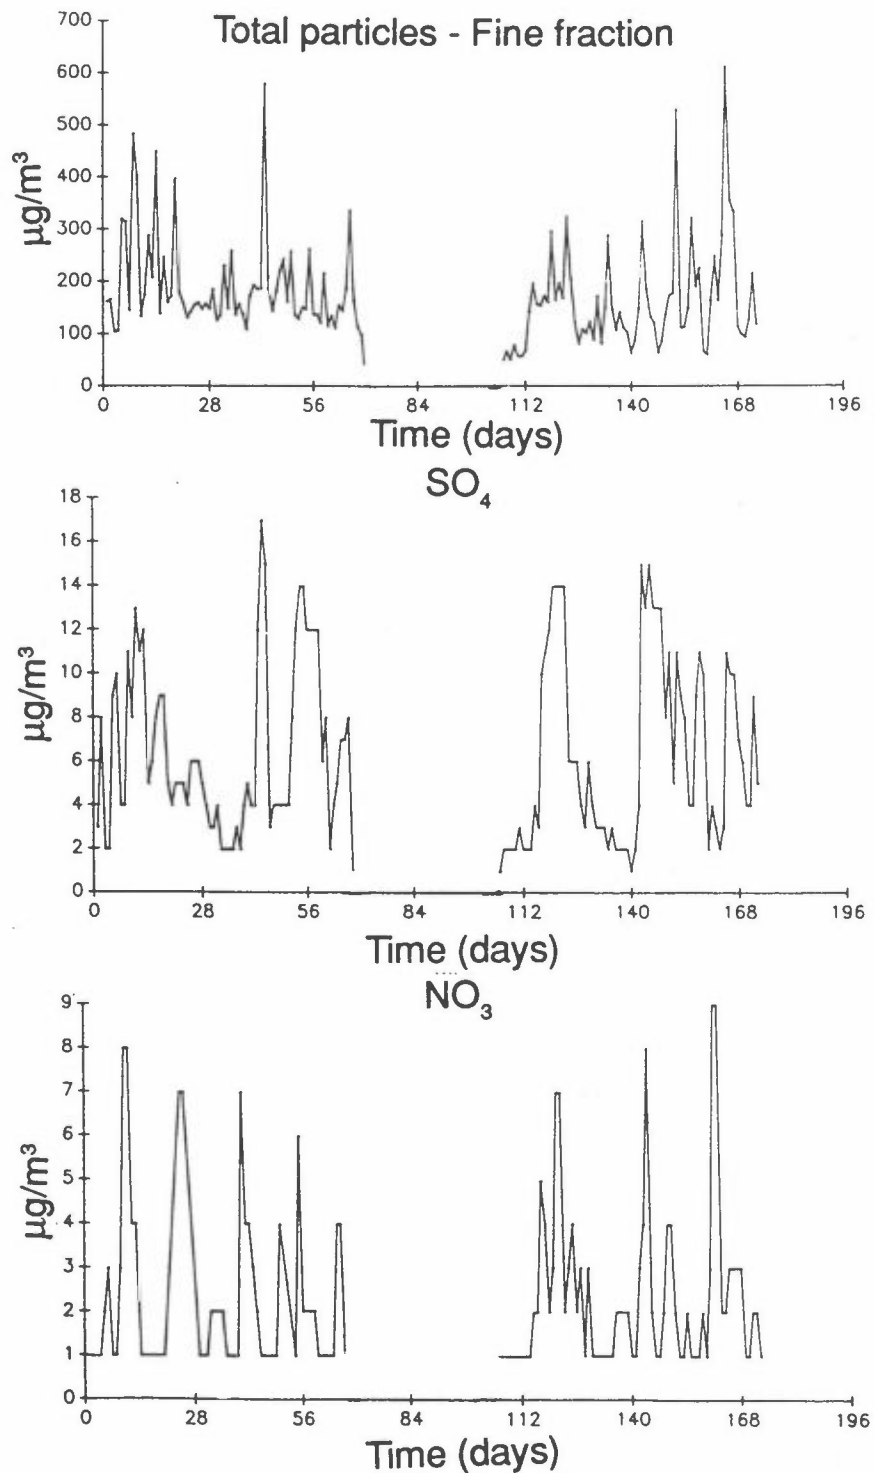 Total particles - Fine fraction
700
600
500
400
300
200
100
0
µg/m³
0 28 56 84 112 140 168 196
Time (days)
SO₄
18
16
14
12
10
8
6
4
2
0
µg/m³
0 28 56 84 112 140 168 196
Time (days)
NO₃
9
8
7
6
5
4
3
2
1
0
µg/m³
0 28 56 84 112 140 168 196
Time (days)